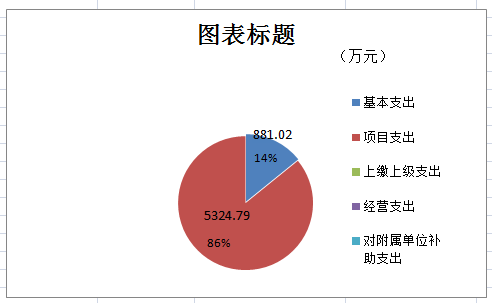 图表标题
（万元）
881.02
14%
5324.79
86%
基本支出
项目支出
上缴上级支出
经营支出
对附属单位补
助支出